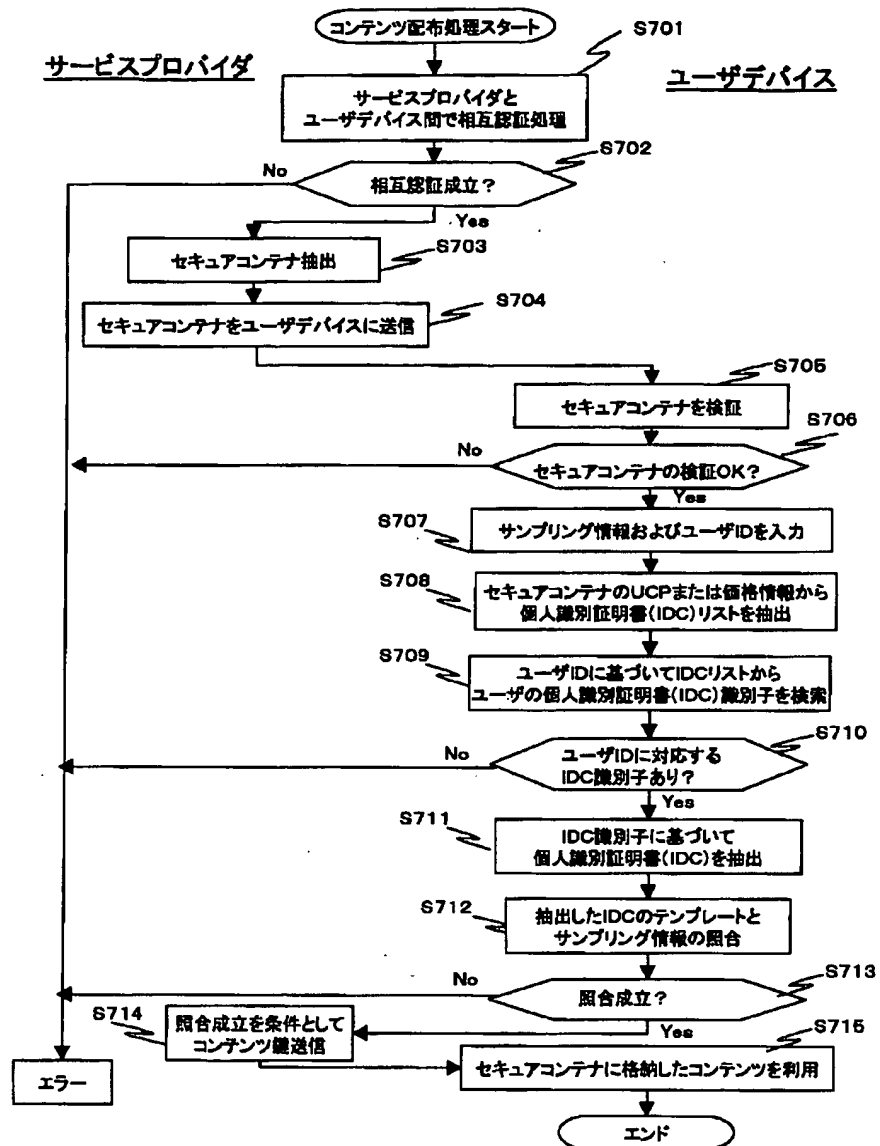 コンテンツ配布処理スタート
サービスプロバイダ
ユーザデバイス
S701
サービスプロバイダと
ユーザデバイス間で相互認証処理
S702
相互認証成立?
No
Yes
S703
セキュアコンテナ抽出
S704
セキュアコンテナをユーザデバイスに送信
S705
セキュアコンテナを検証
S706
セキュアコンテナの検証OK?
No
Yes
S707
サンプリング情報およびユーザIDを入力
S708
セキュアコンテナのUCPまたは価格情報から
個人識別証明書(IDC)リストを抽出
S709
ユーザIDに基づいてIDCリストから
ユーザの個人識別証明書(IDC)識別子を検索
S710
ユーザIDに対応する
IDC識別子あり?
No
Yes
S711
IDC識別子に基づいて
個人識別証明書(IDC)を抽出
S712
抽出したIDCのテンプレートと
サンプリング情報の照合
S713
照合成立?
No
Yes
S714
照合成立を条件として
コンテンツ鍵送信
S715
セキュアコンテナに格納したコンテンツを利用
エラー
エンド